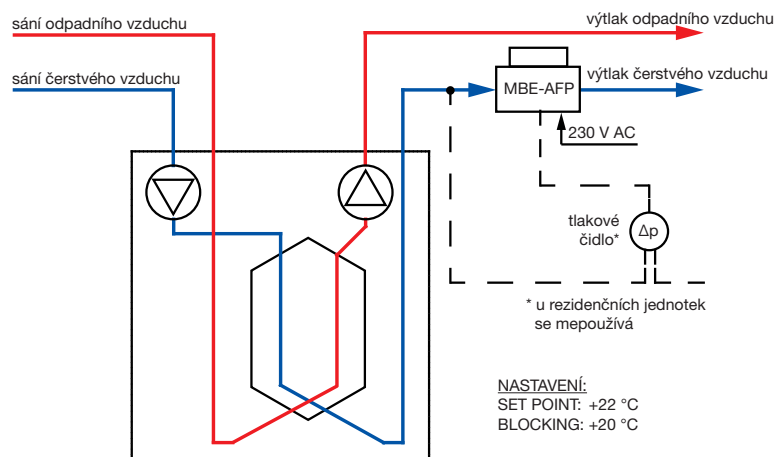 sání odpadního vzduchu
výtlak odpadního vzduchu
sání čerstvého vzduchu
výtlak čerstvého vzduchu
MBE-AFP
230 V AC
tlakové
čidlo*
Δp
* u rezidenčních jednotek
se mepoužívá
NASTAVENÍ:
SET POINT: +22 °C
BLOCKING: +20 °C